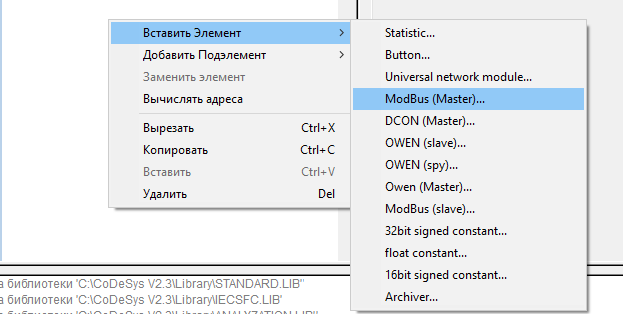 Вставить Элемент
Добавить Подэлемент
Заменить элемент
Вычислять адреса
Вырезать Ctrl+X
Копировать Ctrl+C
Вставить Ctrl+V
Удалить Del
Statistic...
Button...
Universal network module...
ModBus (Master)...
DCON (Master)...
OWEN (slave)...
OWEN (spy)...
Owen (Master)...
ModBus (slave)...
32bit signed constant...
float constant...
16bit signed constant...
Archiver...
а библиотеки 'C:\CoDeSys V2.3\Library\STANDARD.LIB"
а библиотеки 'C:\CoDeSys V2.3\Library\IECSFC.LIB'
а библиотеки 'C:\CoDeSys V2.3\Library\ANALYZATION.LIB"